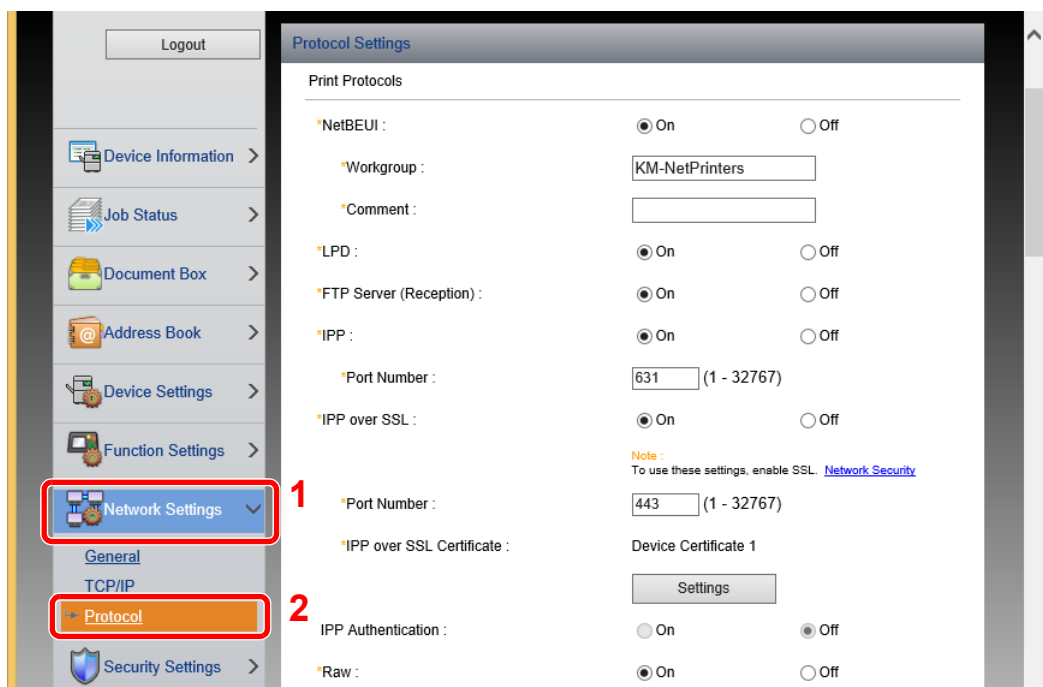 Logout
Device Information
Job Status
Document Box
Address Book
Device Settings
Function Settings
Network Settings
1
General
TCP/IP
Protocol
2
Security Settings
Protocol Settings
Print Protocols
*NetBEUI : On Off
*Workgroup : KM-NetPrinters
*Comment :
*LPD : On Off
*FTP Server (Reception) : On Off
*IPP : On Off
*Port Number : 631 (1 - 32767)
*IPP over SSL : On Off
Note :
To use these settings, enable SSL. Network Security
*Port Number : 443 (1 - 32767)
*IPP over SSL Certificate : Device Certificate 1
Settings
IPP Authentication : On Off
*Raw : On Off